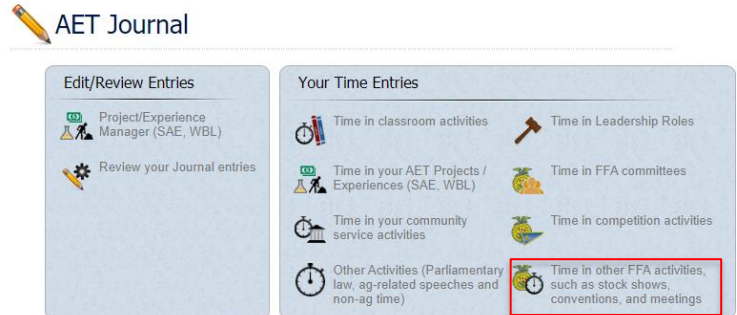 AET Journal
Edit/Review Entries
Project/Experience
Manager (SAE, WBL)
Review your Journal entries
Your Time Entries
Time in classroom activities
Time in Leadership Roles
Time in your AET Projects /
Experiences (SAE, WBL)
Time in FFA committees
Time in your community
service activities
Time in competition activities
Other Activities (Parliamentary
law, ag-related speeches and
non-ag time)
Time in other FFA activities,
such as stock shows,
conventions, and meetings